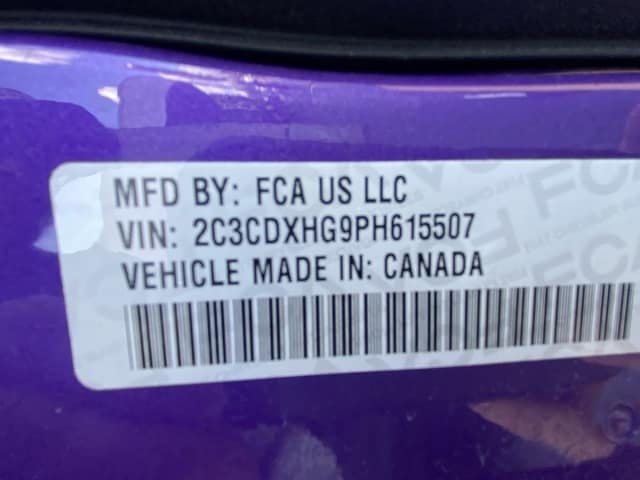 MFD BY: FCA US LLC
VIN: 2C3CDXHG9PH615507
VEHICLE MADE IN: CANADA